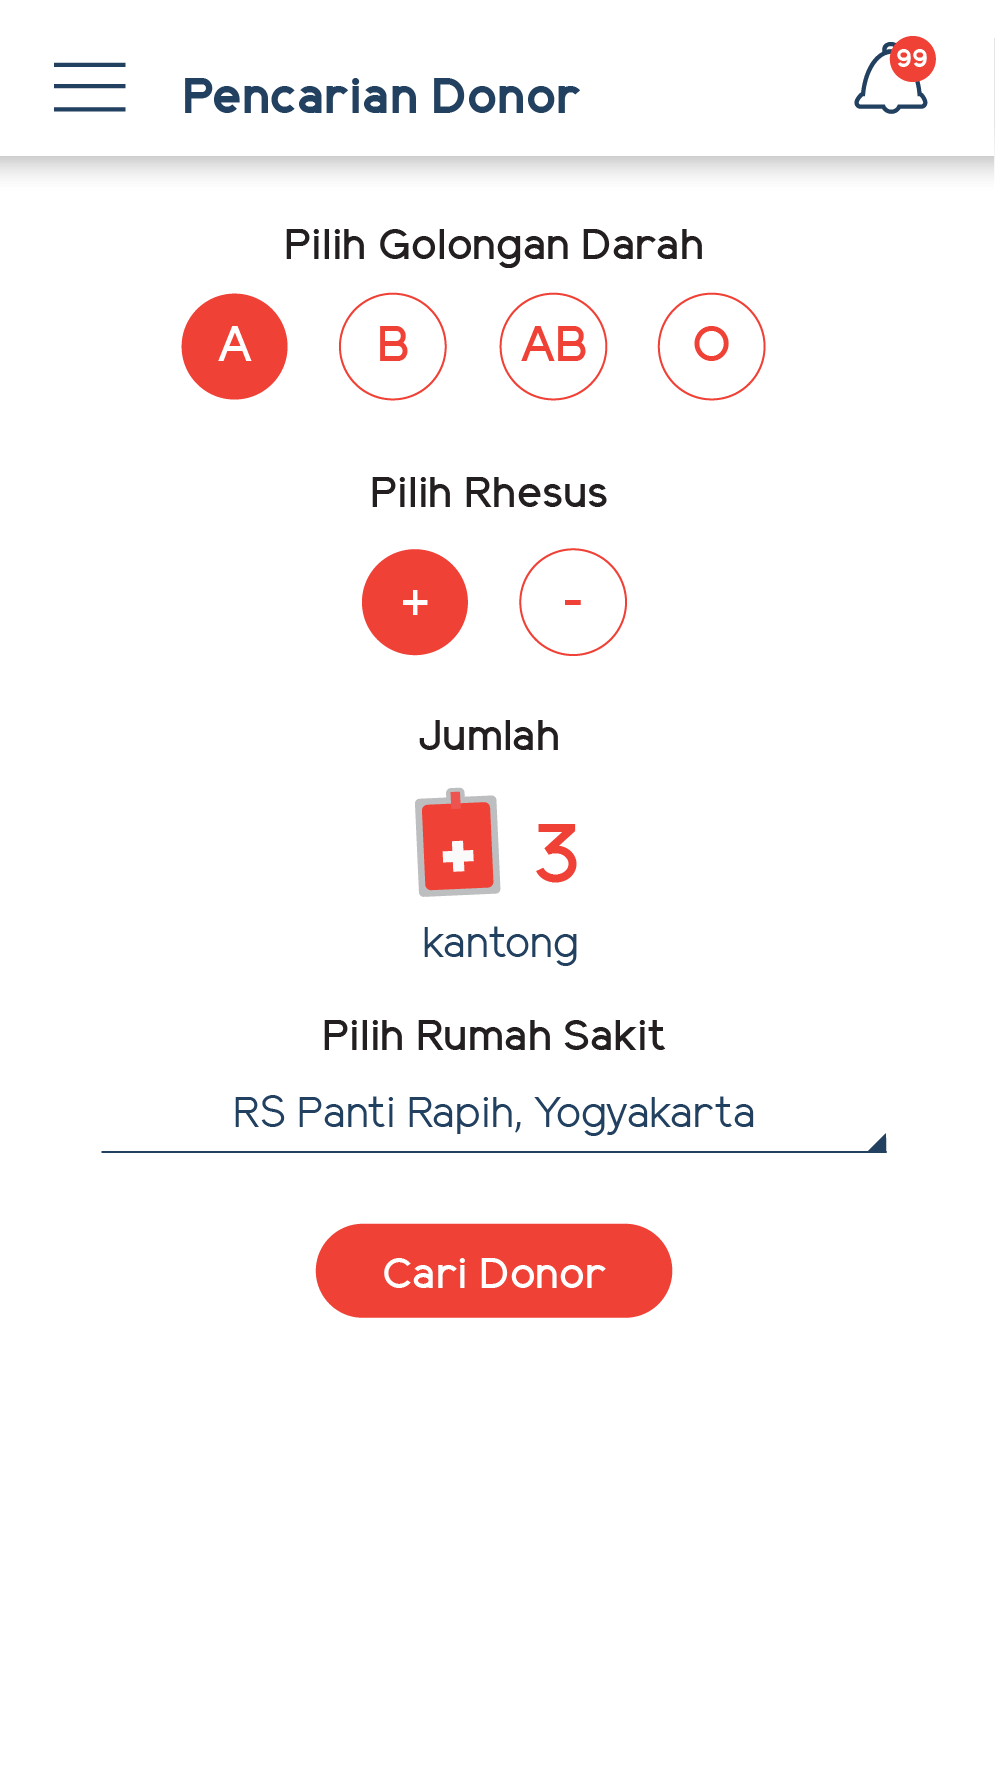 Pencarian Donor
99
Pilih Golongan Darah
A B AB O
Pilih Rhesus
+ -
Jumlah
3
kantong
Pilih Rumah Sakit
RS Panti Rapih, Yogyakarta
Cari Donor